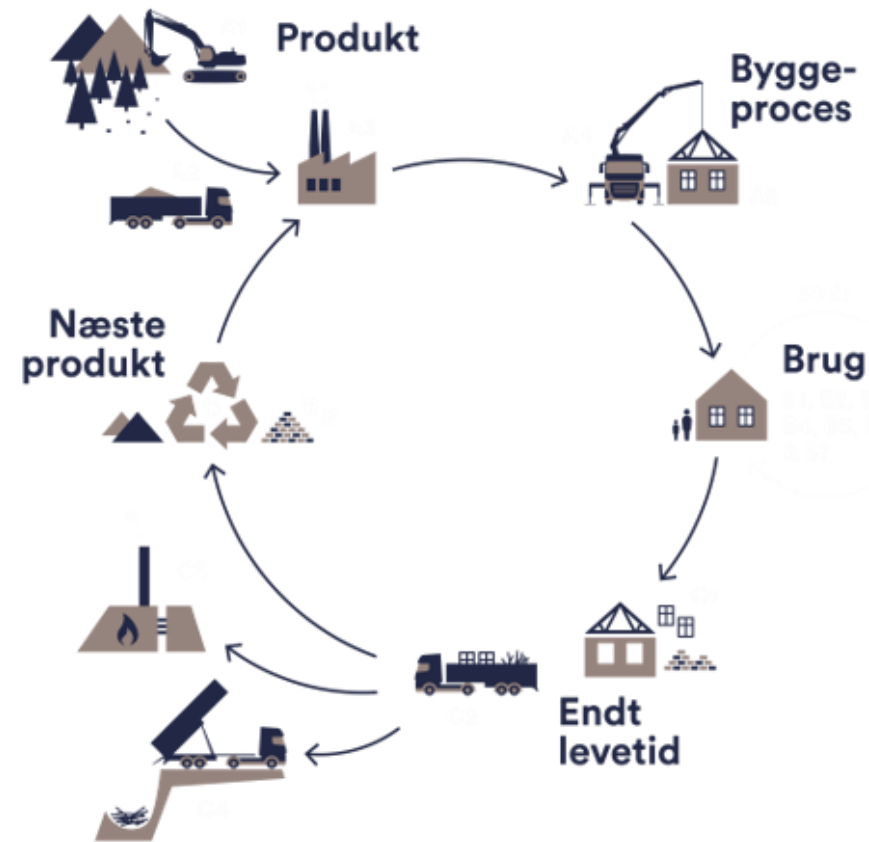 Produkt
Bygge-
proces
Brug
Endt
levetid
Næste
produkt